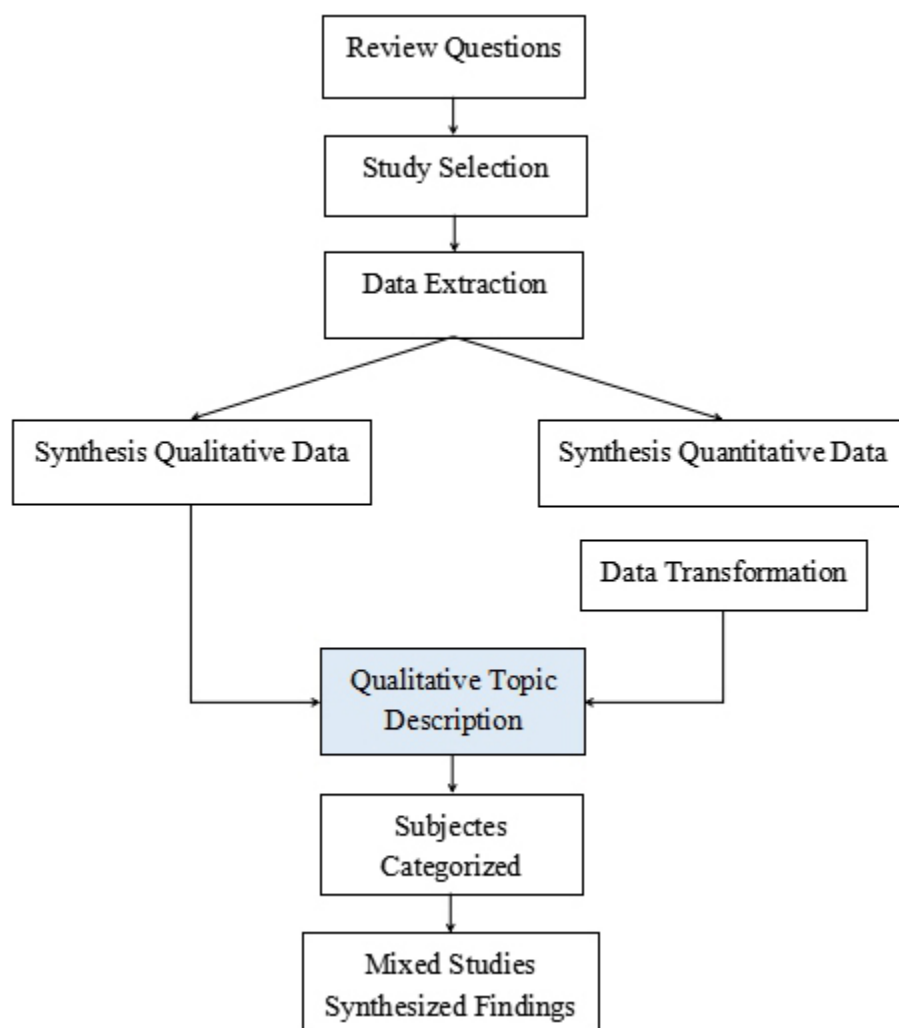 Review Questions
Study Selection
Data Extraction
Synthesis Qualitative Data
Synthesis Quantitative Data
Data Transformation
Qualitative Topic
Description
Subjectes
Categorized
Mixed Studies
Synthesized Findings